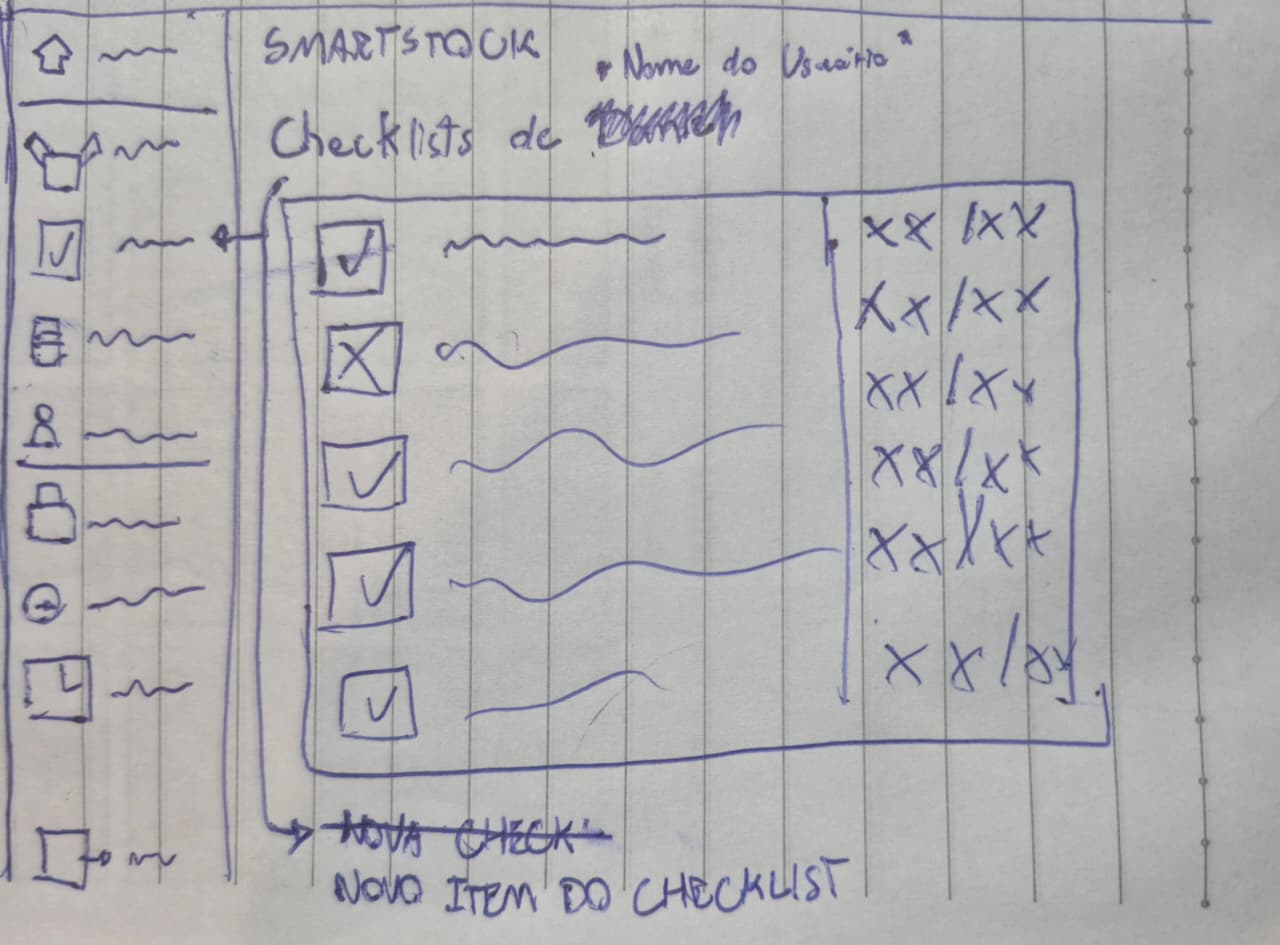 SMARTSTOCK
"Nome do Usuário"
Checklists de
XX/XX
XX/XX
XX/XX
XX/XX
XX/XX
XX/XX
NOVA CHECK
NOVO ITEM DO CHECKLIST